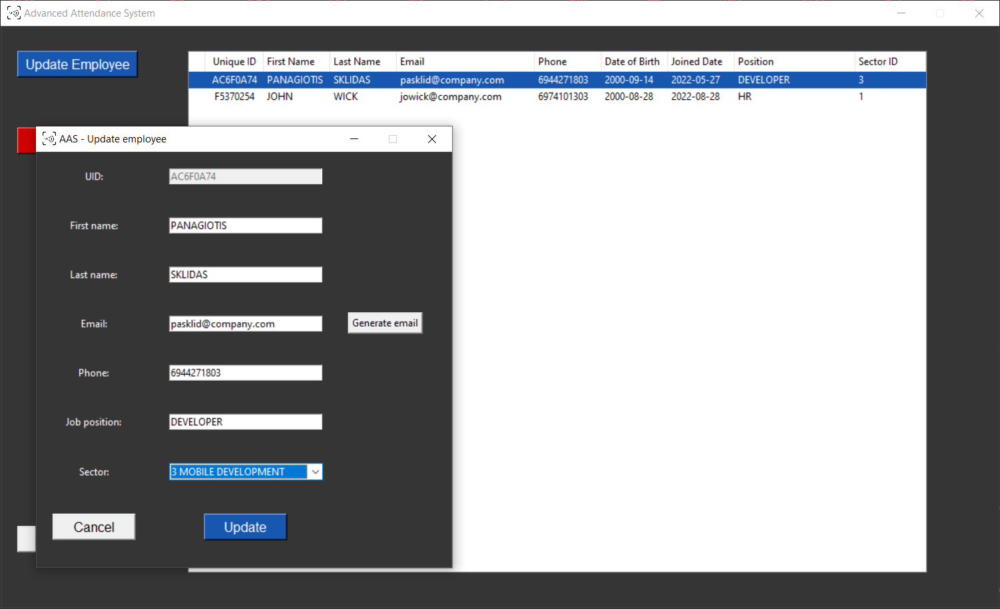 Advanced Attendance System
Update Employee
Unique ID First Name Last Name Email Phone Date of Birth Joined Date Position Sector ID
AC6F0A74 PANAGIOTIS SKLIDAS pasklid@company.com 6944271803 2000-09-14 2022-05-27 DEVELOPER 3
F5370254 JOHN WICK jowick@company.com 6974101303 2000-08-28 2022-08-28 HR 1
AAS - Update employee
UID: AC6F0A74
First name: PANAGIOTIS
Last name: SKLIDAS
Email: pasklid@company.com Generate email
Phone: 6944271803
Job position: DEVELOPER
Sector: 3 MOBILE DEVELOPMENT
Cancel Update